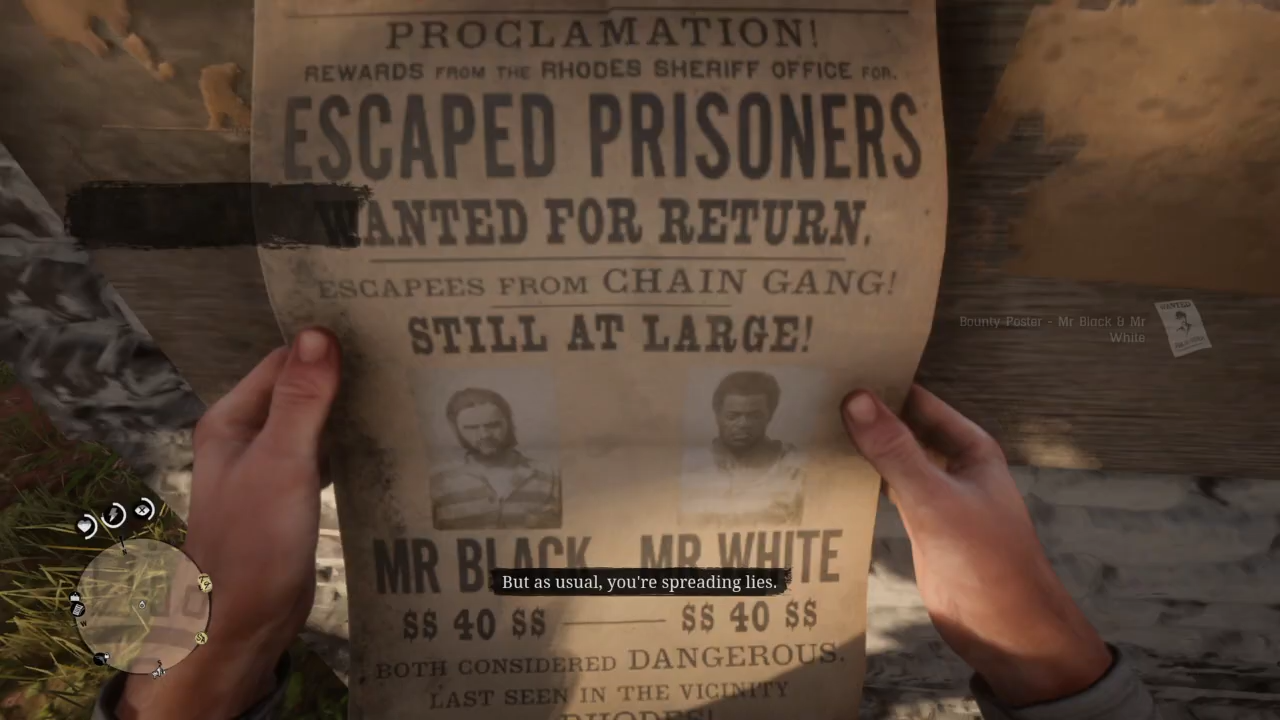 PROCLAMATION!
REWARDS FROM THE RHODES SHERIFF OFFICE FOR.
ESCAPED PRISONERS
WANTED FOR RETURN.
ESCAPEES FROM CHAIN GANG!
STILL AT LARGE!
Bounty Poster - Mr Black & Mr
White
WANTED
MR BLACK MR WHITE
But as usual, you're spreading lies.
$$ 40 $$ $$ 40 $$
BOTH CONSIDERED DANGEROUS.
LAST SEEN IN THE VICINITY
RHODES!
W